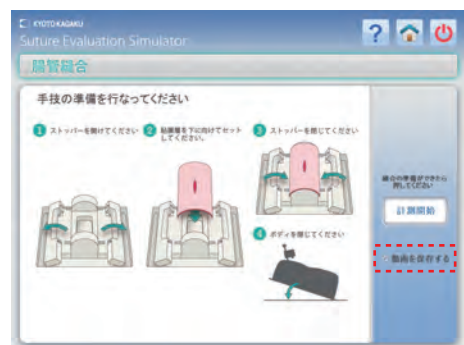 KYOTO KAGAKU
Suture Evaluation Simulator
?
腸管縫合
手技の準備を行なってください
1 ストッパーを開けてください
2 粘膜層を下に向けてセット
してください。
3 ストッパーを閉じてください
4 ボディを閉じてください
縫合の準備ができたら
押してください
計測開始
動画を保存する